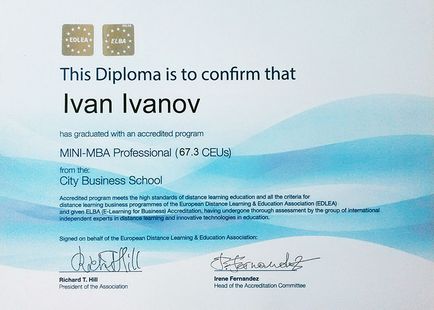 EDLEA
ELBA
This Diploma is to confirm that
Ivan Ivanov
has graduated with an accredited program
MINI-MBA Professional (67.3 CEUs)
from the:
City Business School
Accredited program meets the high standards of distance learning education and all the criteria for
distance learning business programmes of the European Distance Learning & Education Association (EDLEA)
and given ELBA (E-Learning for Business) Accreditation, having undergone thorough assessment by the group of international
independent experts in distance learning and innovative technologies in education.
Signed on behalf of the European Distance Learning & Education Association:
Richard T. Hill
President of the Association
Irene Fernandez
Head of the Accreditation Committee